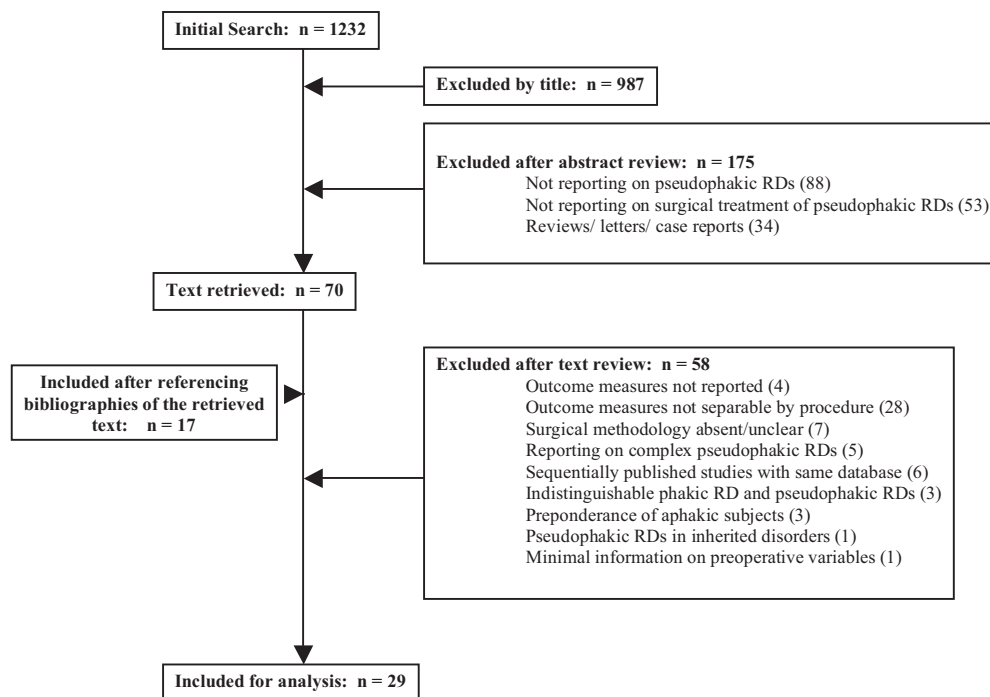 Initial Search: n = 1232
Excluded by title: n = 987
Excluded after abstract review: n = 175
Not reporting on pseudophakic RDs (88)
Not reporting on surgical treatment of pseudophakic RDs (53)
Reviews/ letters/ case reports (34)
Text retrieved: n = 70
Included after referencing
bibliographies of the retrieved
text: n = 17
Excluded after text review: n = 58
Outcome measures not reported (4)
Outcome measures not separable by procedure (28)
Surgical methodology absent/unclear (7)
Reporting on complex pseudophakic RDs (5)
Sequentially published studies with same database (6)
Indistinguishable phakic RD and pseudophakic RDs (3)
Preponderance of aphakic subjects (3)
Pseudophakic RDs in inherited disorders (1)
Minimal information on preoperative variables (1)
Included for analysis: n = 29